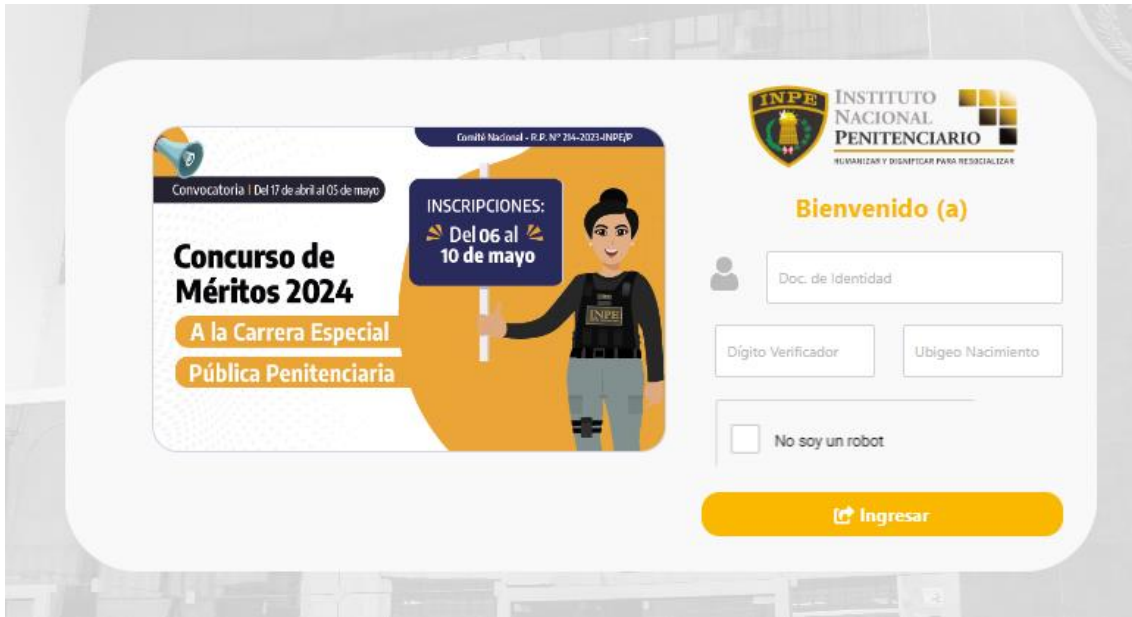 Comité Nacional - R.P. N° 214-2023-INPE/P
Convocatoria | Del 17 de abril al 05 de mayo
INSCRIPCIONES:
Del 06 al
10 de mayo
Concurso de
Méritos 2024
A la Carrera Especial
Pública Penitenciaria
INPE
INPE
INSTITUTO
NACIONAL
PENITENCIARIO
HUMANIZAR Y DIGNIFICAR PARA RESOCIALIZAR
Bienvenido (a)
Doc. de Identidad
Dígito Verificador
Ubigeo Nacimiento
No soy un robot
Ingresar